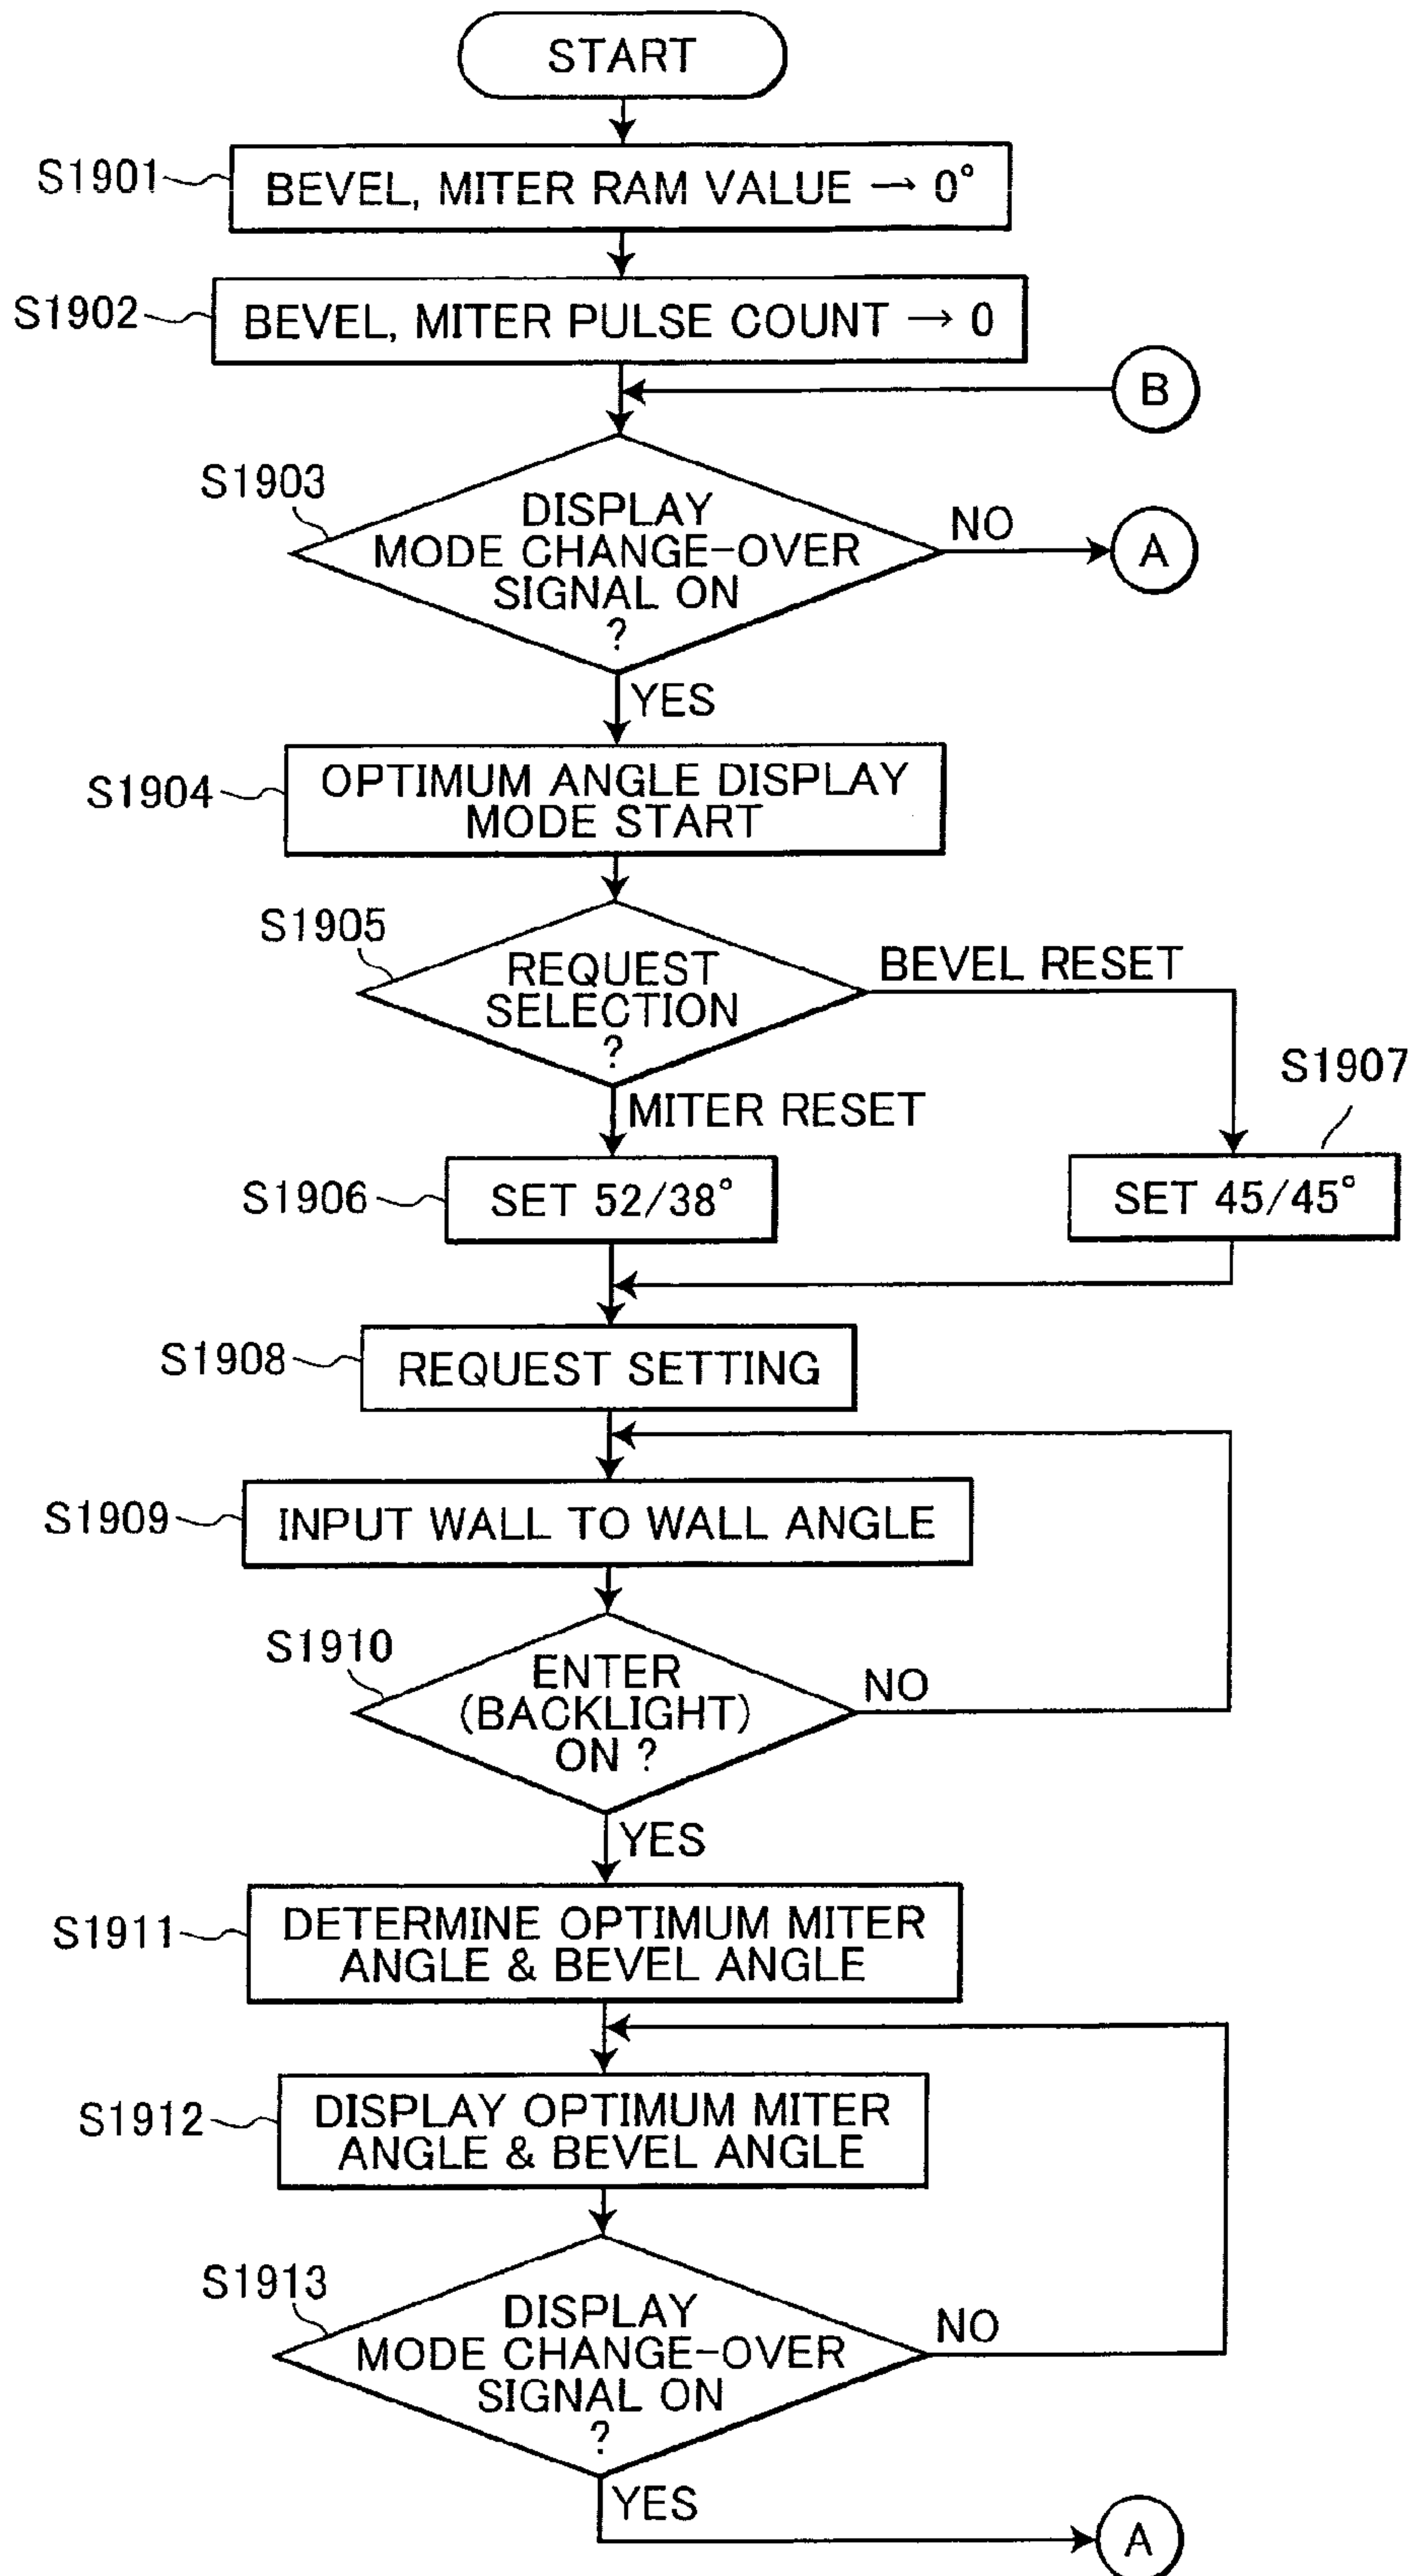 START
S1901
BEVEL, MITER RAM VALUE → 0°
S1902
BEVEL, MITER PULSE COUNT → 0
B
S1903
DISPLAY
MODE CHANGE-OVER
SIGNAL ON
?
NO
A
YES
S1904
OPTIMUM ANGLE DISPLAY
MODE START
S1905
REQUEST
SELECTION
?
BEVEL RESET
MITER RESET
S1907
S1906
SET 52/38°
SET 45/45°
S1908
REQUEST SETTING
S1909
INPUT WALL TO WALL ANGLE
S1910
ENTER
(BACKLIGHT)
ON ?
NO
YES
S1911
DETERMINE OPTIMUM MITER
ANGLE & BEVEL ANGLE
S1912
DISPLAY OPTIMUM MITER
ANGLE & BEVEL ANGLE
S1913
DISPLAY
MODE CHANGE-OVER
SIGNAL ON
?
NO
YES
A